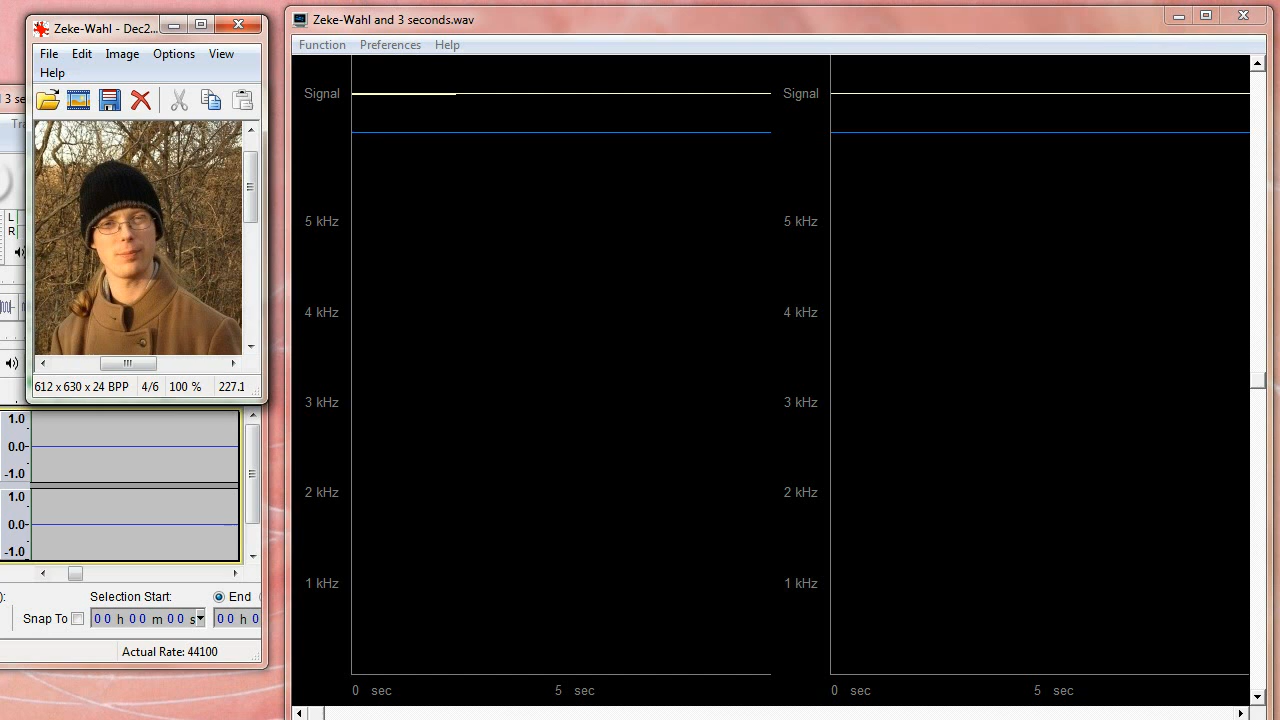 Zeke-Wahl - Dec2...
File Edit Image Options View
Help
612 x 630 x 24 BPP 4/6 100 % 227.1
3 se
Tra
L
R
1.0
0.0
-1.0
1.0
0.0
-1.0
): Selection Start: End
Snap To 00 h 00 m 00 s 00 h 0
Actual Rate: 44100
Zeke-Wahl and 3 seconds.wav
Function Preferences Help
Signal
5 kHz
4 kHz
3 kHz
2 kHz
1 kHz
0 sec 5 sec
Signal
5 kHz
4 kHz
3 kHz
2 kHz
1 kHz
0 sec 5 sec